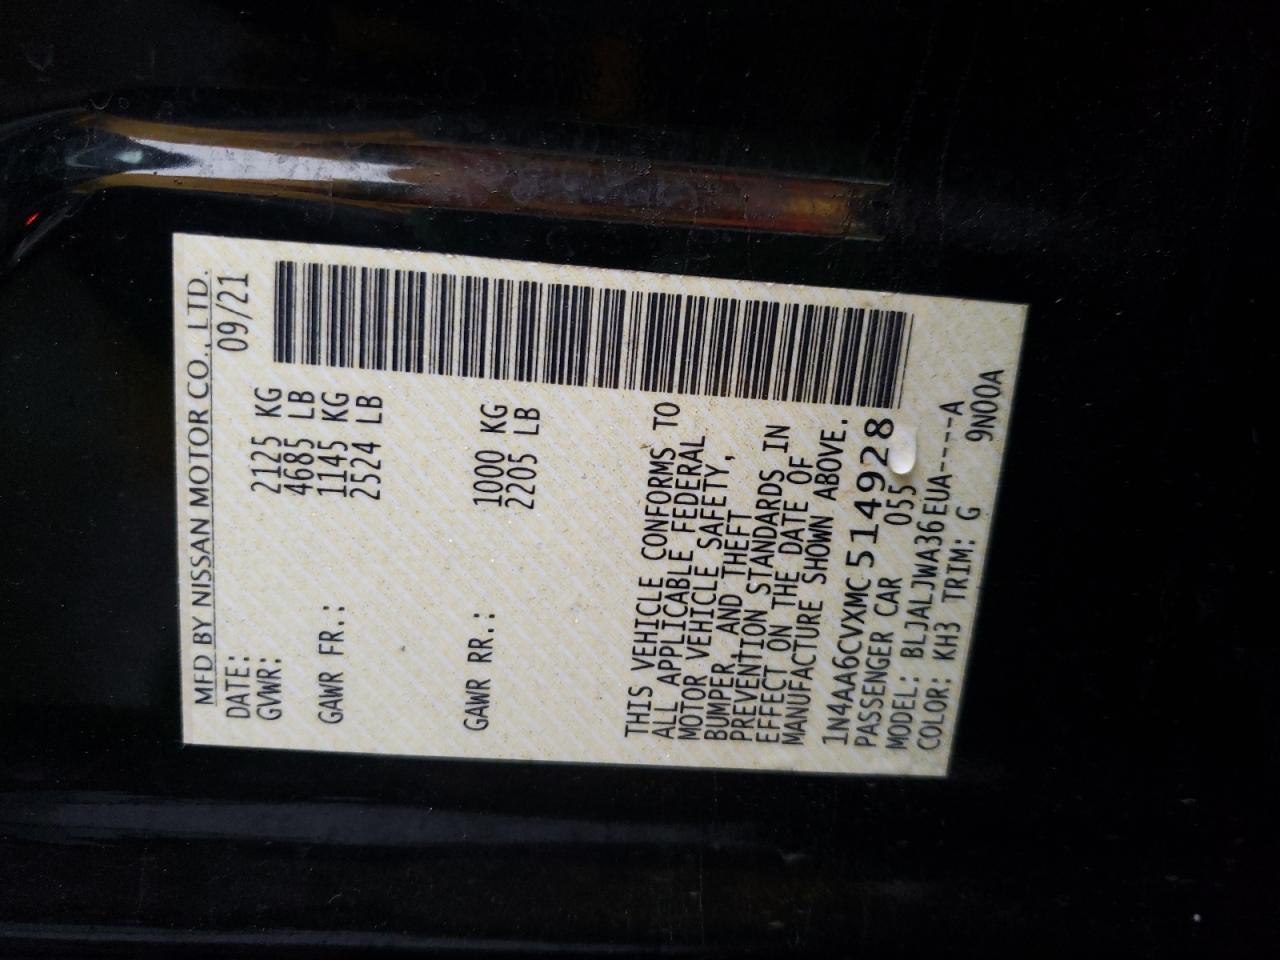 MFD BY NISSAN MOTOR CO., LTD.
DATE: 09/21
GVWR: 2125 KG
4685 LB
GAWR FR.: 1145 KG
2524 LB
GAWR RR.: 1000 KG
2205 LB
THIS VEHICLE CONFORMS TO
ALL APPLICABLE FEDERAL
MOTOR VEHICLE SAFETY,
BUMPER, AND THEFT
PREVENTION STANDARDS IN
EFFECT ON THE DATE OF
MANUFACTURE SHOWN ABOVE.
1N4AA6CVXMC514928
PASSENGER CAR 055
MODEL: BLJALJWA36EUA----A
COLOR: KH3 TRIM: G 9N00A